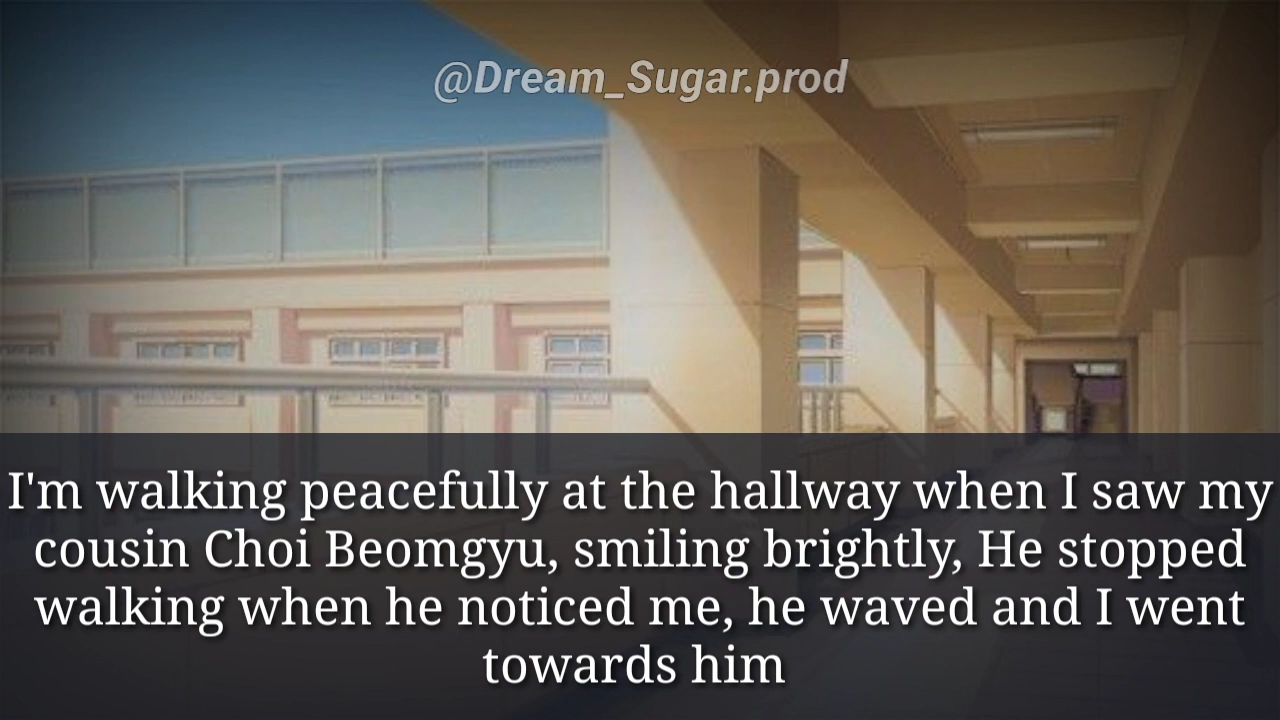 @Dream_Sugar.prod
I'm walking peacefully at the hallway when I saw my
cousin Choi Beomgyu, smiling brightly, He stopped
walking when he noticed me, he waved and I went
towards him